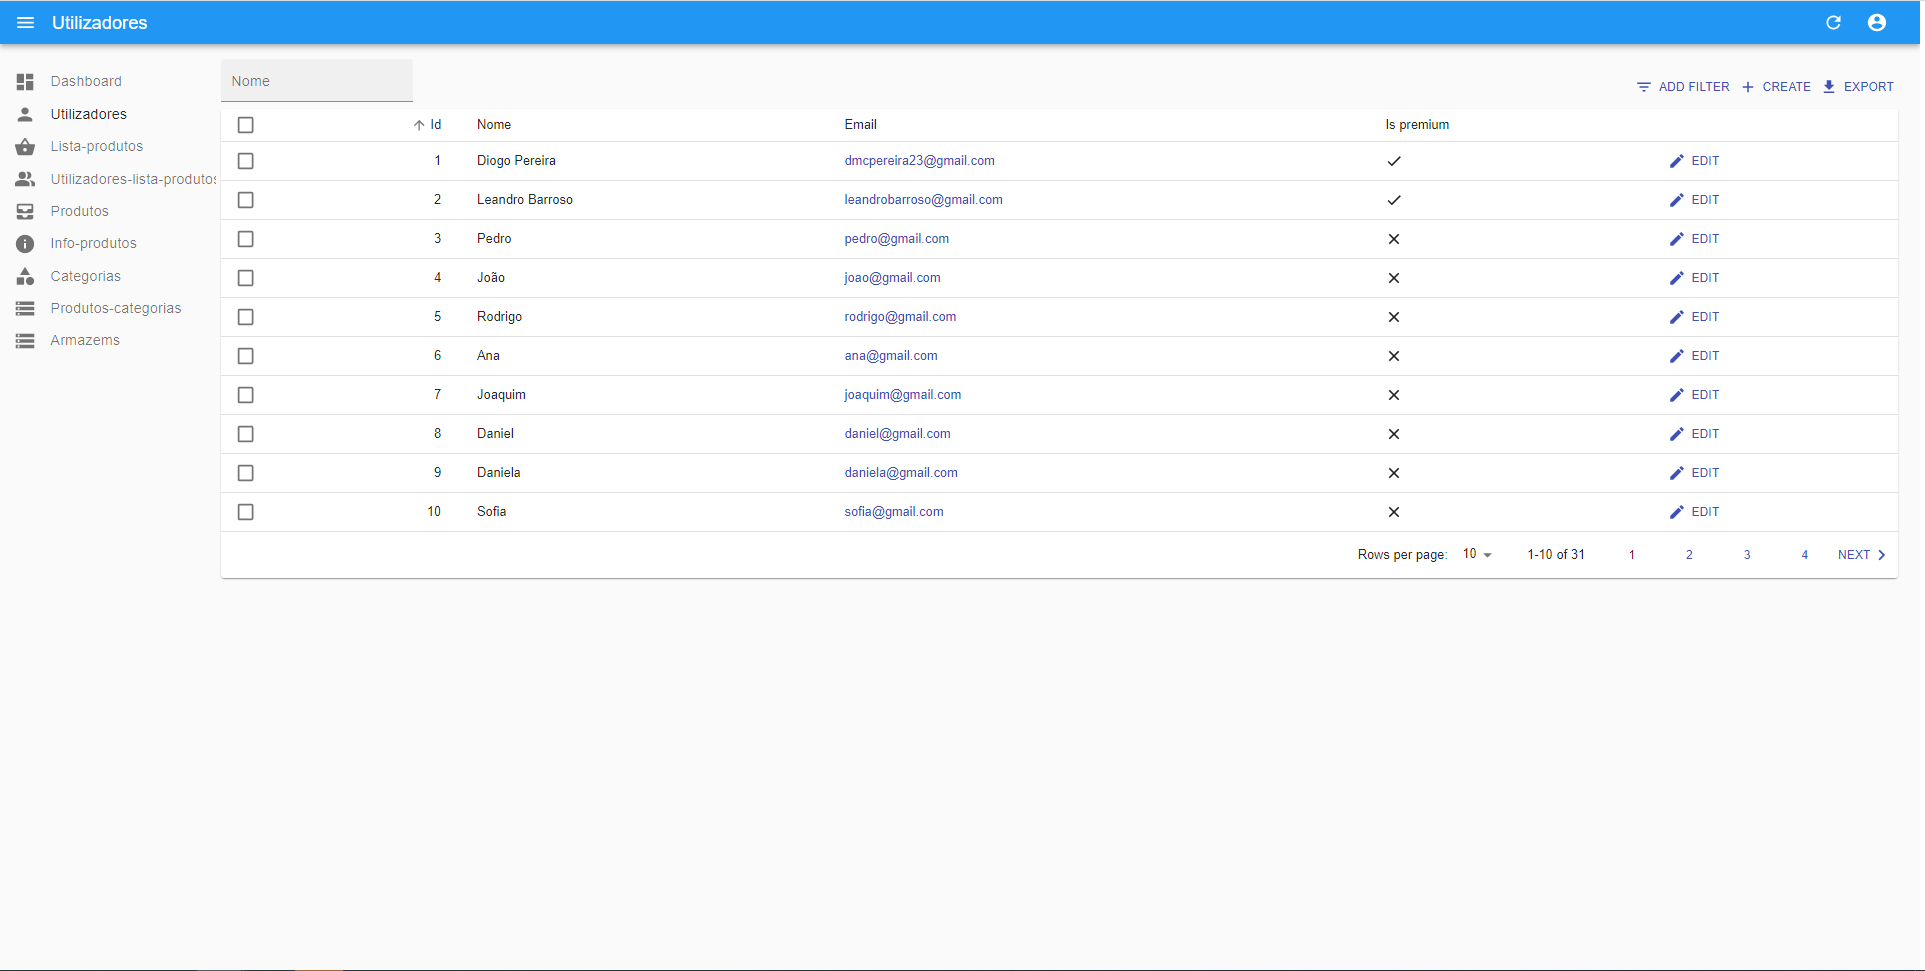 Utilizadores
Dashboard
Utilizadores
Lista-produtos
Utilizadores-lista-produtos
Produtos
Info-produtos
Categorias
Produtos-categorias
Armazems
Nome
ADD FILTER CREATE EXPORT
Id Nome Email Is premium
1 Diogo Pereira dmcpereira23@gmail.com EDIT
2 Leandro Barroso leandrobarroso@gmail.com EDIT
3 Pedro pedro@gmail.com EDIT
4 João joao@gmail.com EDIT
5 Rodrigo rodrigo@gmail.com EDIT
6 Ana ana@gmail.com EDIT
7 Joaquim joaquim@gmail.com EDIT
8 Daniel daniel@gmail.com EDIT
9 Daniela daniela@gmail.com EDIT
10 Sofia sofia@gmail.com EDIT
Rows per page: 10 1-10 of 31 1 2 3 4 NEXT